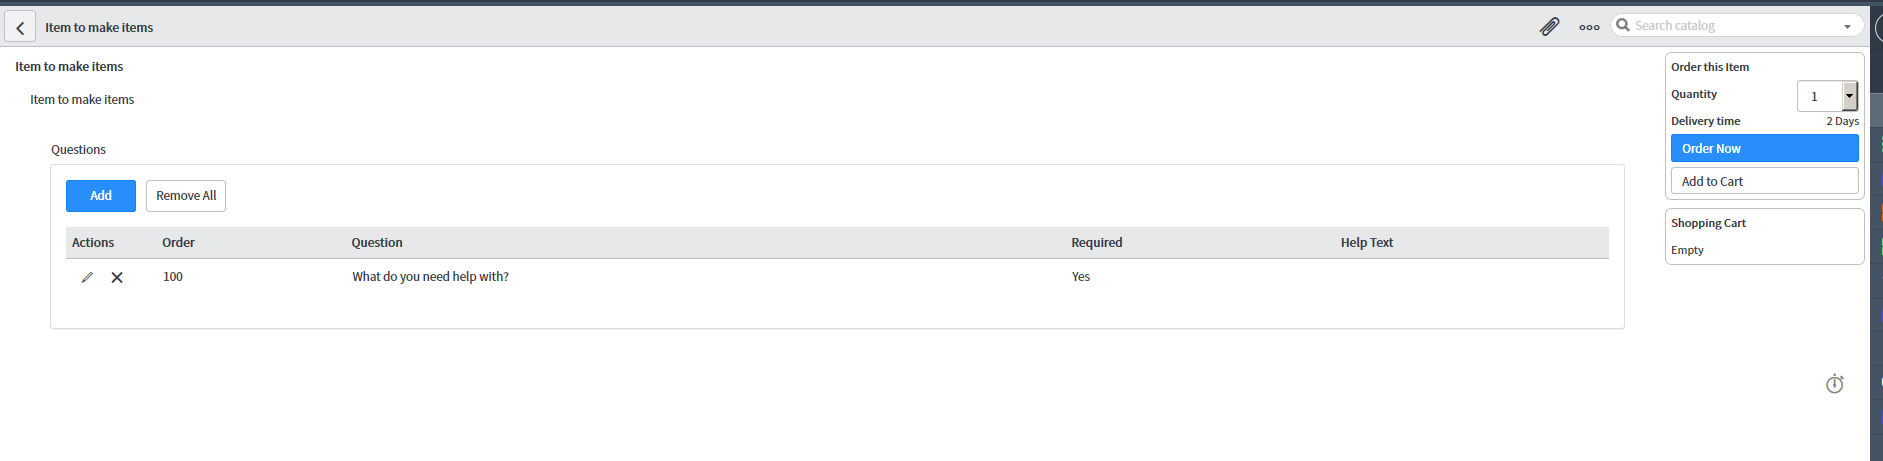 Item to make items
Search catalog
Item to make items
Item to make items
Questions
Add Remove All
Actions Order Question Required Help Text
100 What do you need help with? Yes
Order this Item
Quantity 1
Delivery time 2 Days
Order Now
Add to Cart
Shopping Cart
Empty